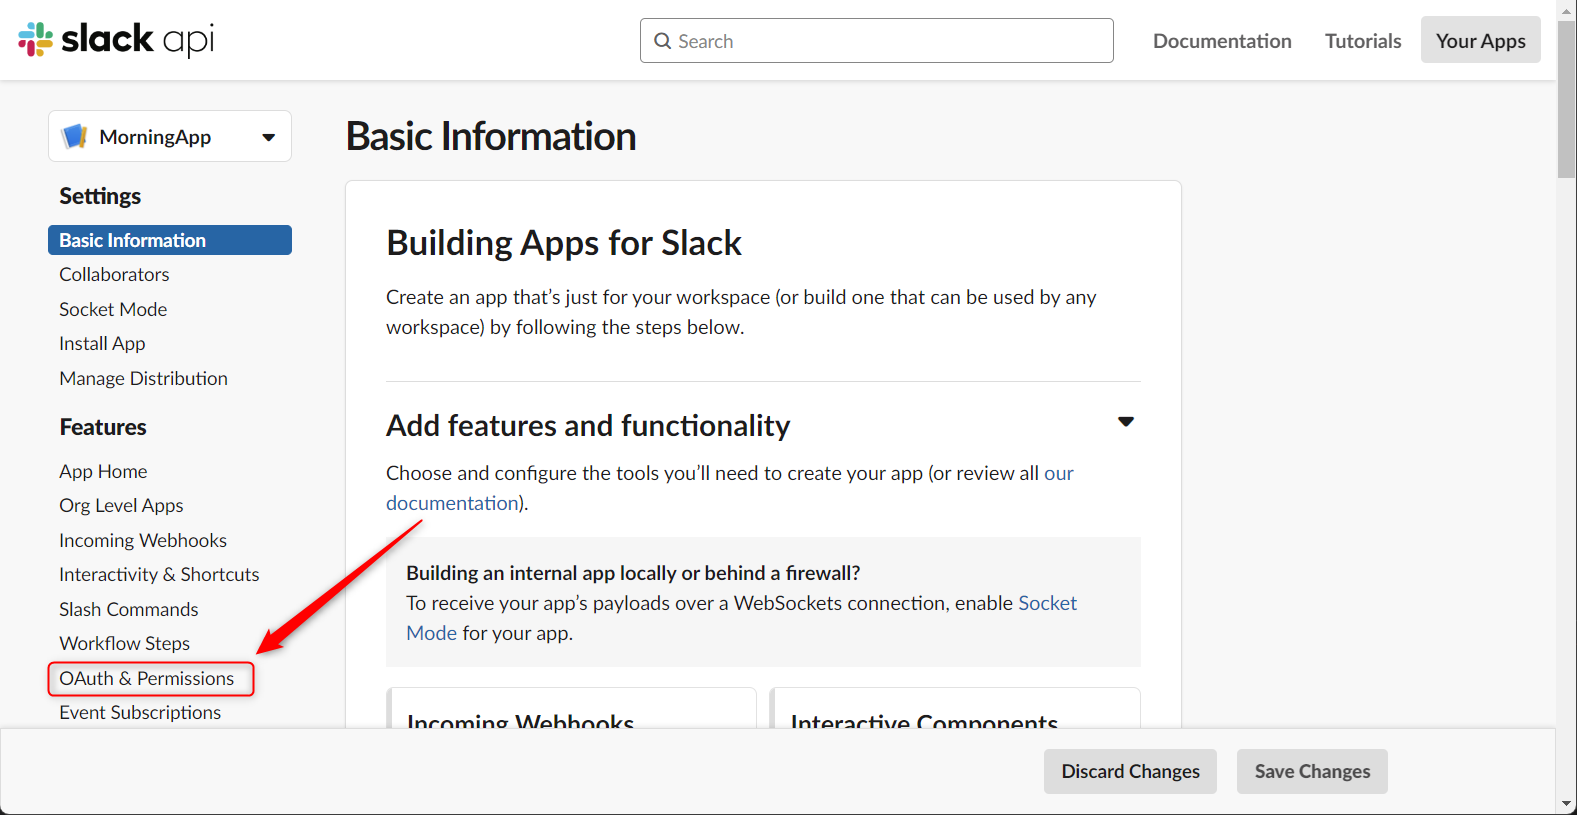 slack api
Search
Documentation
Tutorials
Your Apps
MorningApp
Settings
Basic Information
Collaborators
Socket Mode
Install App
Manage Distribution
Features
App Home
Org Level Apps
Incoming Webhooks
Interactivity & Shortcuts
Slash Commands
Workflow Steps
OAuth & Permissions
Event Subscriptions
Basic Information
Building Apps for Slack
Create an app that’s just for your workspace (or build one that can be used by any
workspace) by following the steps below.
Add features and functionality
Choose and configure the tools you’ll need to create your app (or review all our
documentation).
Building an internal app locally or behind a firewall?
To receive your app’s payloads over a WebSockets connection, enable Socket
Mode for your app.
Incoming Webhooks
Interactive Components
Discard Changes
Save Changes